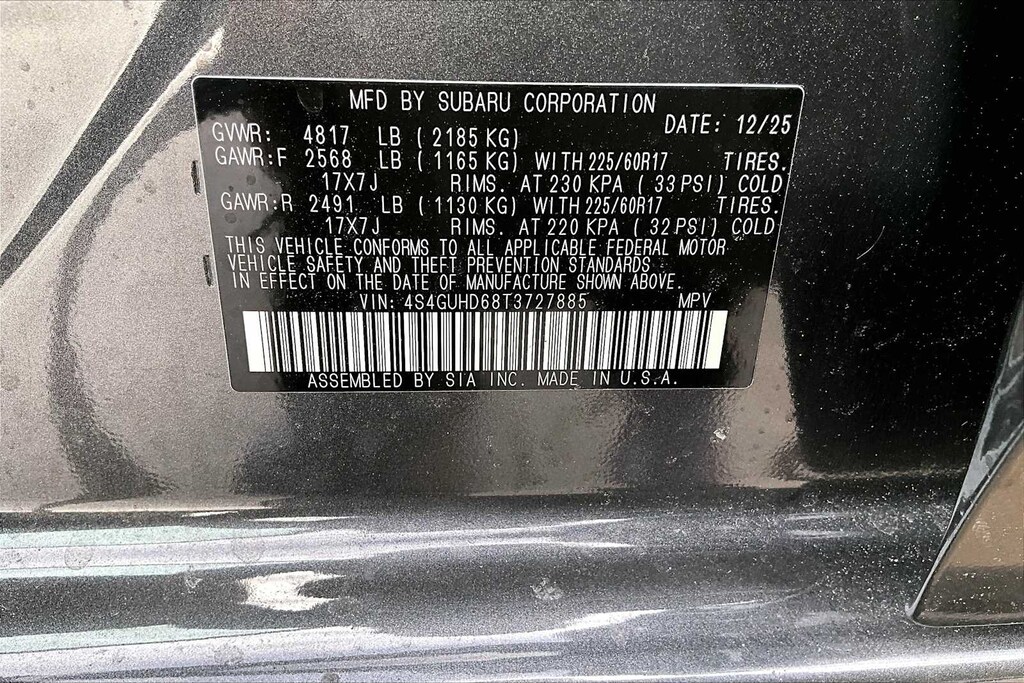 MFD BY SUBARU CORPORATION
DATE: 12/25
GVWR: 4817 LB (2185 KG)
GAWR:F 2568 LB (1165 KG) WITH 225/60R17 TIRES.
17X7J RIMS. AT 230 KPA (33 PSI) COLD
GAWR:R 2491 LB (1130 KG) WITH 225/60R17 TIRES.
17X7J RIMS. AT 220 KPA (32 PSI) COLD
THIS VEHICLE CONFORMS TO ALL APPLICABLE FEDERAL MOTOR
VEHICLE SAFETY AND THEFT PREVENTION STANDARDS
IN EFFECT ON THE DATE OF MANUFACTURE SHOWN ABOVE.
VIN: 4S4GUHD68T3727885 MPV
ASSEMBLED BY SIA INC. MADE IN U.S.A.